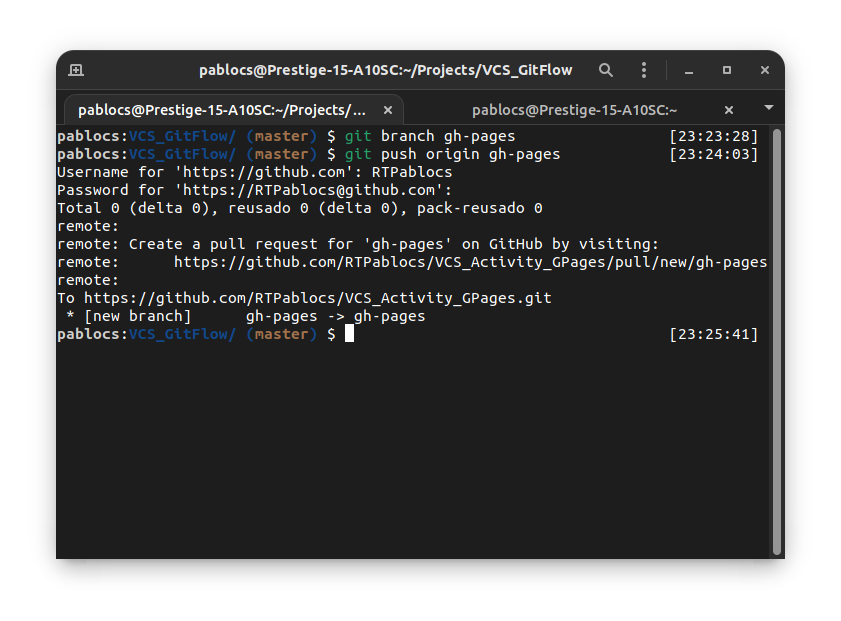 pablocs@Prestige-15-A10SC:~/Projects/VCS_GitFlow
pablocs@Prestige-15-A10SC:~/Projects/... pablocs@Prestige-15-A10SC:~
pablocs:VCS_GitFlow/ (master) $ git branch gh-pages [23:23:28]
pablocs:VCS_GitFlow/ (master) $ git push origin gh-pages [23:24:03]
Username for 'https://github.com': RTPablocs
Password for 'https://RTPablocs@github.com':
Total 0 (delta 0), reusado 0 (delta 0), pack-reusado 0
remote:
remote: Create a pull request for 'gh-pages' on GitHub by visiting:
remote:      https://github.com/RTPablocs/VCS_Activity_GPages/pull/new/gh-pages
remote:
To https://github.com/RTPablocs/VCS_Activity_GPages.git
 * [new branch]      gh-pages -> gh-pages
pablocs:VCS_GitFlow/ (master) $ [23:25:41]